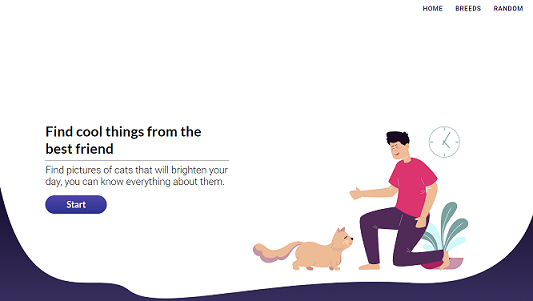 HOME BREEDS RANDOM
Find cool things from the
best friend
Find pictures of cats that will brighten your
day, you can know everything about them.
Start